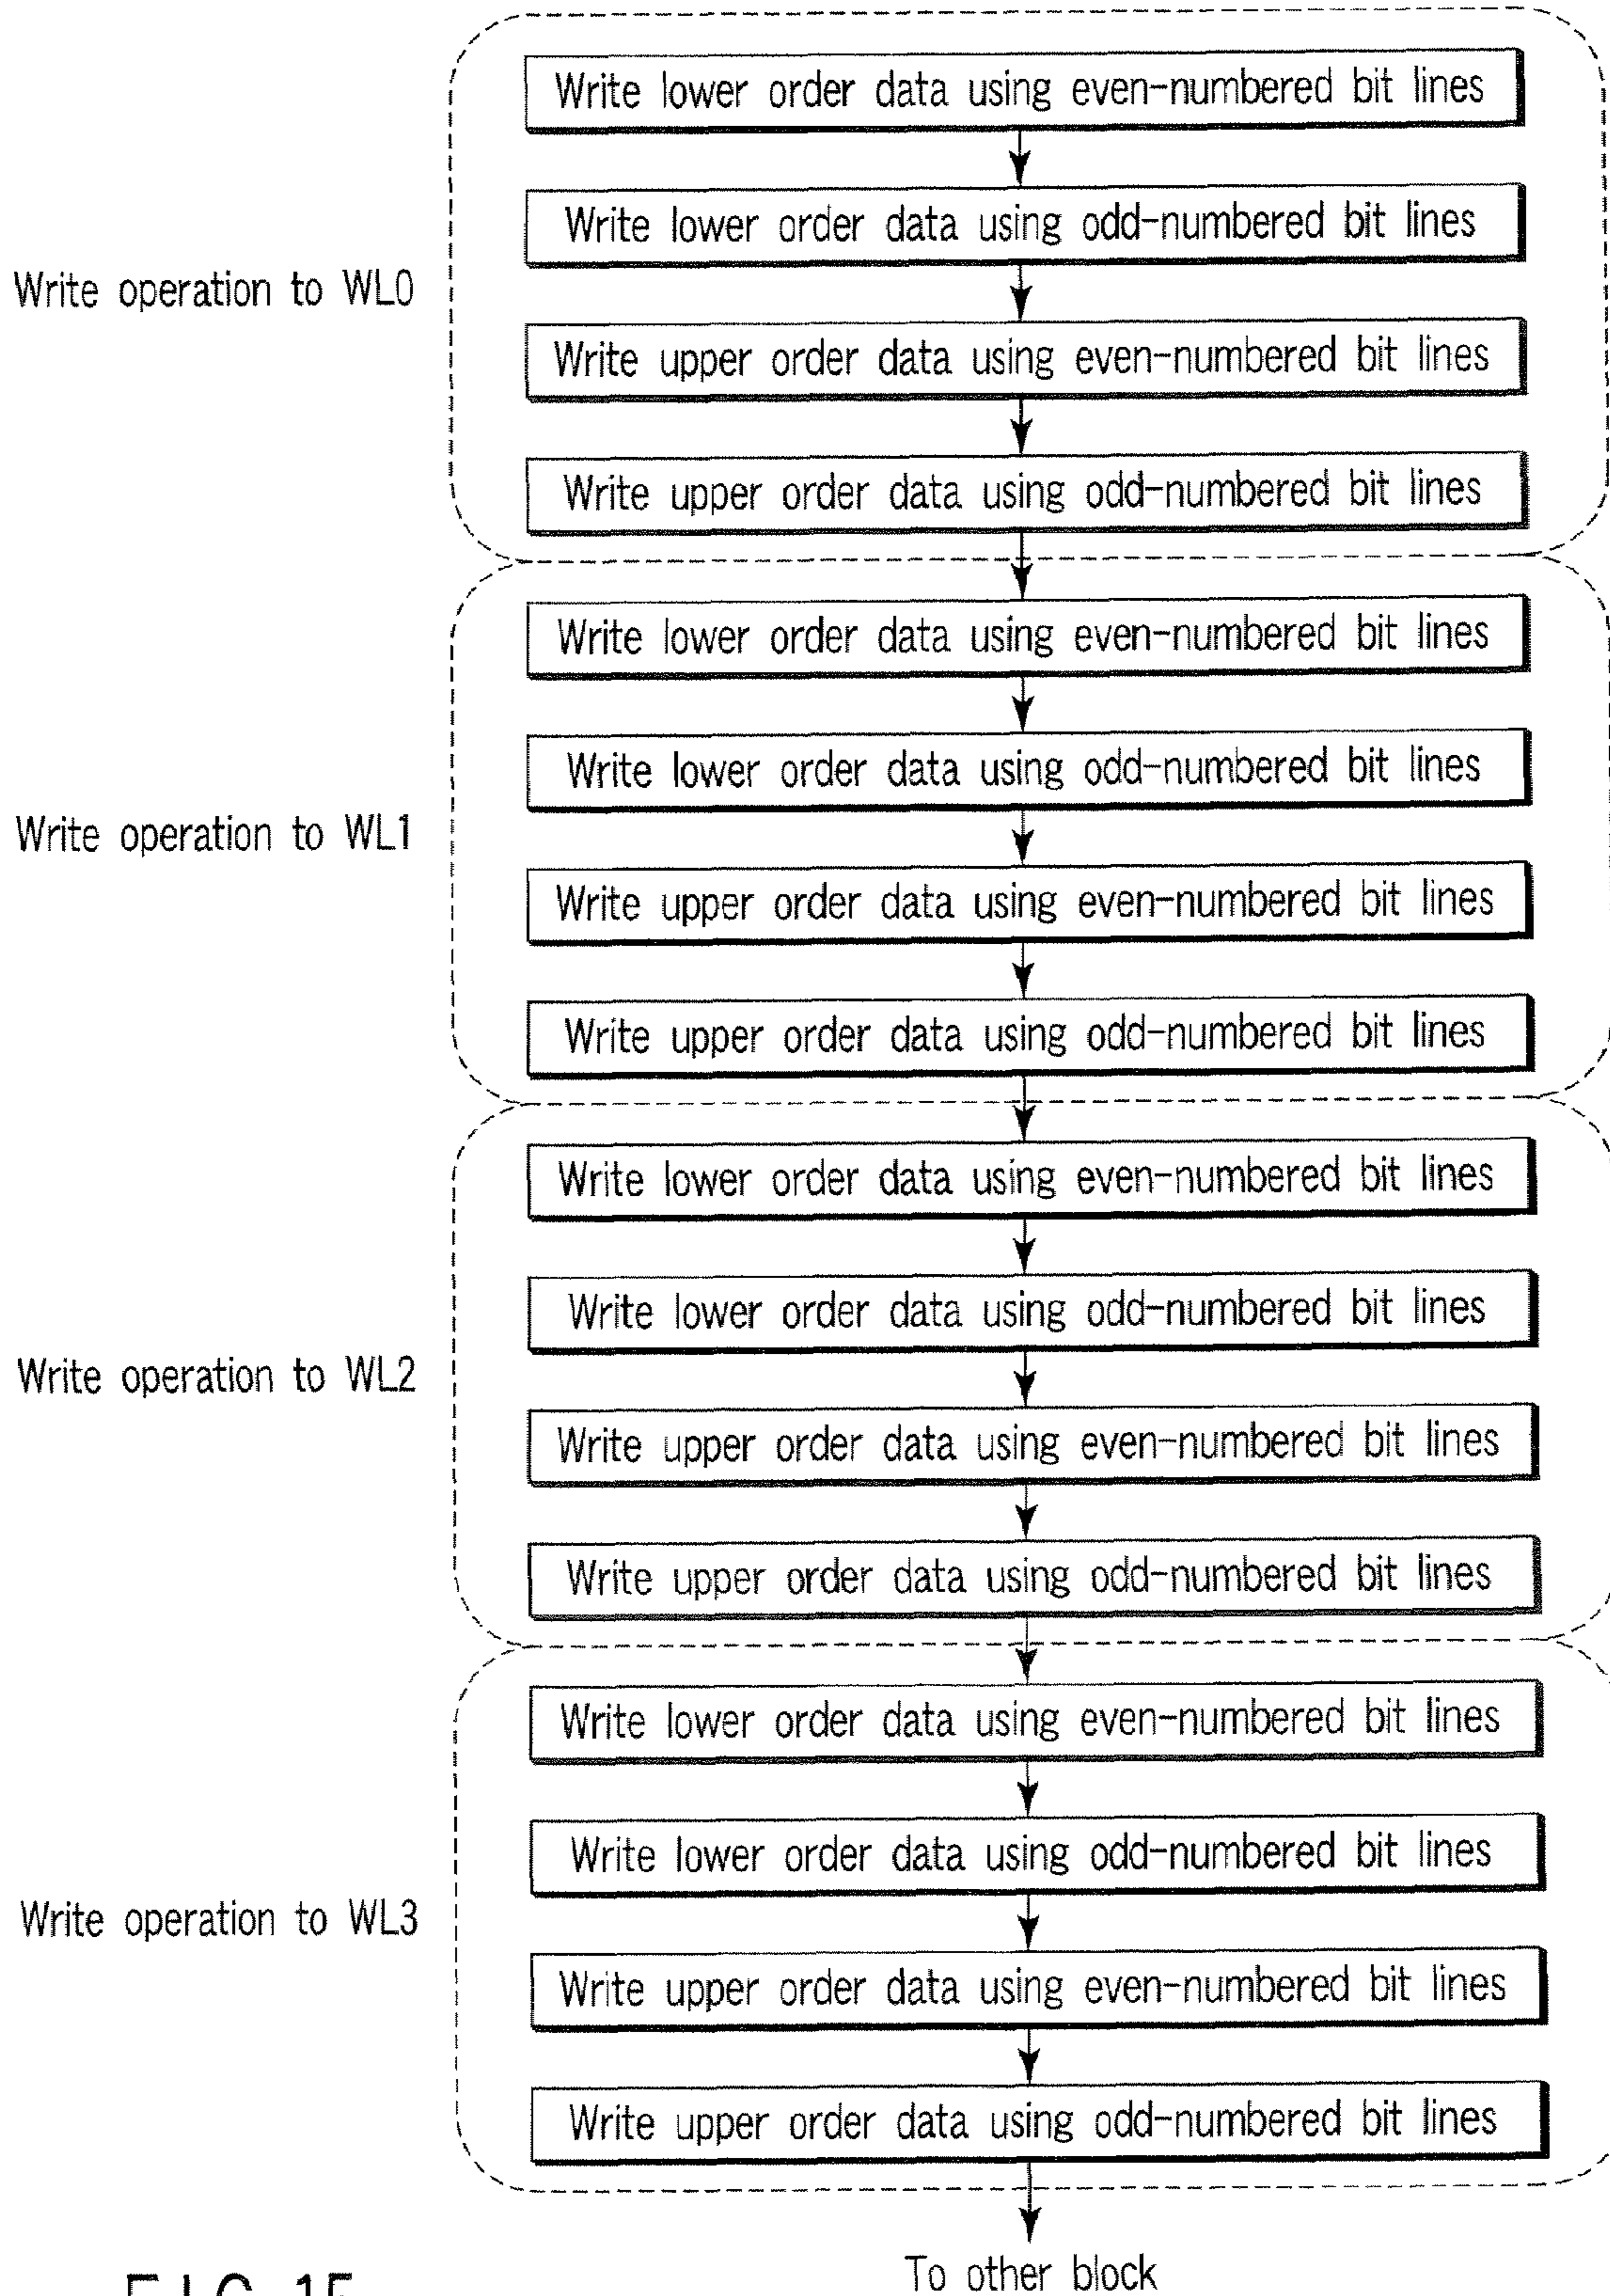 Write lower order data using even-numbered bit lines
Write lower order data using odd-numbered bit lines
Write operation to WL0
Write upper order data using even-numbered bit lines
Write upper order data using odd-numbered bit lines
Write lower order data using even-numbered bit lines
Write lower order data using odd-numbered bit lines
Write operation to WL1
Write upper order data using even-numbered bit lines
Write upper order data using odd-numbered bit lines
Write lower order data using even-numbered bit lines
Write lower order data using odd-numbered bit lines
Write operation to WL2
Write upper order data using even-numbered bit lines
Write upper order data using odd-numbered bit lines
Write lower order data using even-numbered bit lines
Write lower order data using odd-numbered bit lines
Write operation to WL3
Write upper order data using even-numbered bit lines
Write upper order data using odd-numbered bit lines
To other block
FIG. 15